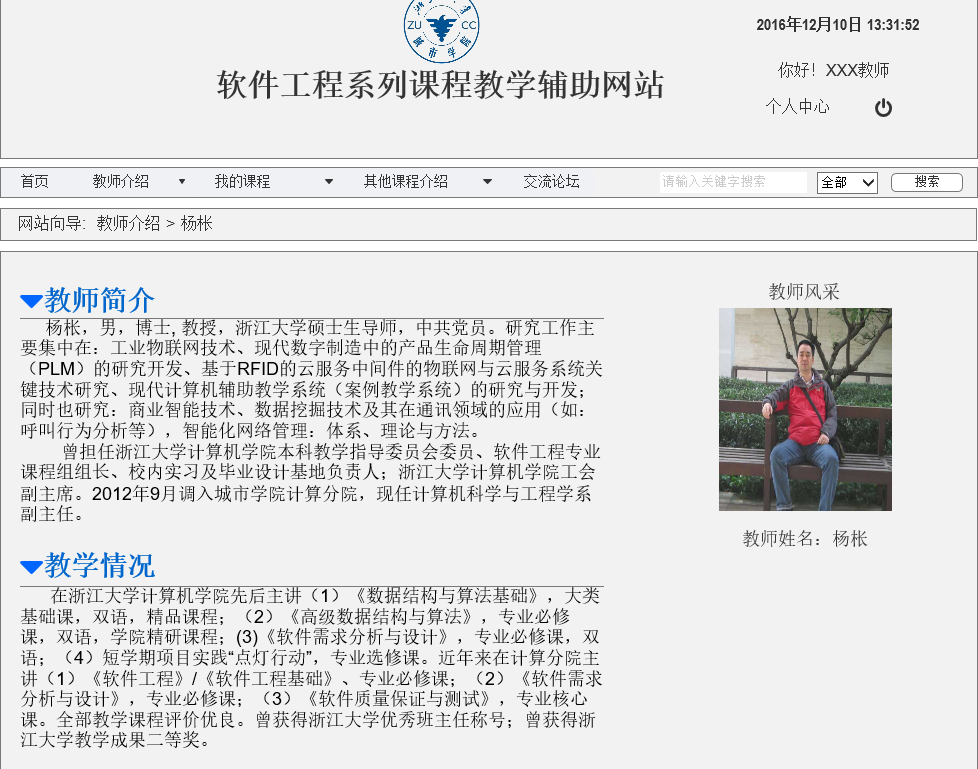 ZU CC
城市学院
2016年12月10日 13:31:52
软件工程系列课程教学辅助网站
你好！XXX教师
个人中心
首页 教师介绍 我的课程 其他课程介绍 交流论坛 请输入关键字搜索 全部 搜索
网站向导: 教师介绍 > 杨枨
教师简介
杨枨，男，博士, 教授，浙江大学硕士生导师，中共党员。研究工作主
要集中在：工业物联网技术、现代数字制造中的产品生命周期管理
（PLM）的研究开发、基于RFID的云服务中间件的物联网与云服务系统关
键技术研究、现代计算机辅助教学系统（案例教学系统）的研究与开发；
同时也研究：商业智能技术、数据挖掘技术及其在通讯领域的应用（如：
呼叫行为分析等），智能化网络管理：体系、理论与方法。
曾担任浙江大学计算机学院本科教学指导委员会委员、软件工程专业
课程组组长、校内实习及毕业设计基地负责人；浙江大学计算机学院工会
副主席。2012年9月调入城市学院计算分院，现任计算机科学与工程学系
副主任。
教师风采
教师姓名：杨枨
教学情况
在浙江大学计算机学院先后主讲（1）《数据结构与算法基础》，大类
基础课，双语，精品课程；（2）《高级数据结构与算法》，专业必修
课，双语，学院精研课程；(3)《软件需求分析与设计》，专业必修课，双
语；（4）短学期项目实践“点灯行动”，专业选修课。近年来在计算分院主
讲（1）《软件工程》/《软件工程基础》、专业必修课；（2）《软件需求
分析与设计》，专业必修课；（3）《软件质量保证与测试》，专业核心
课。全部教学课程评价优良。曾获得浙江大学优秀班主任称号；曾获得浙
江大学教学成果二等奖。